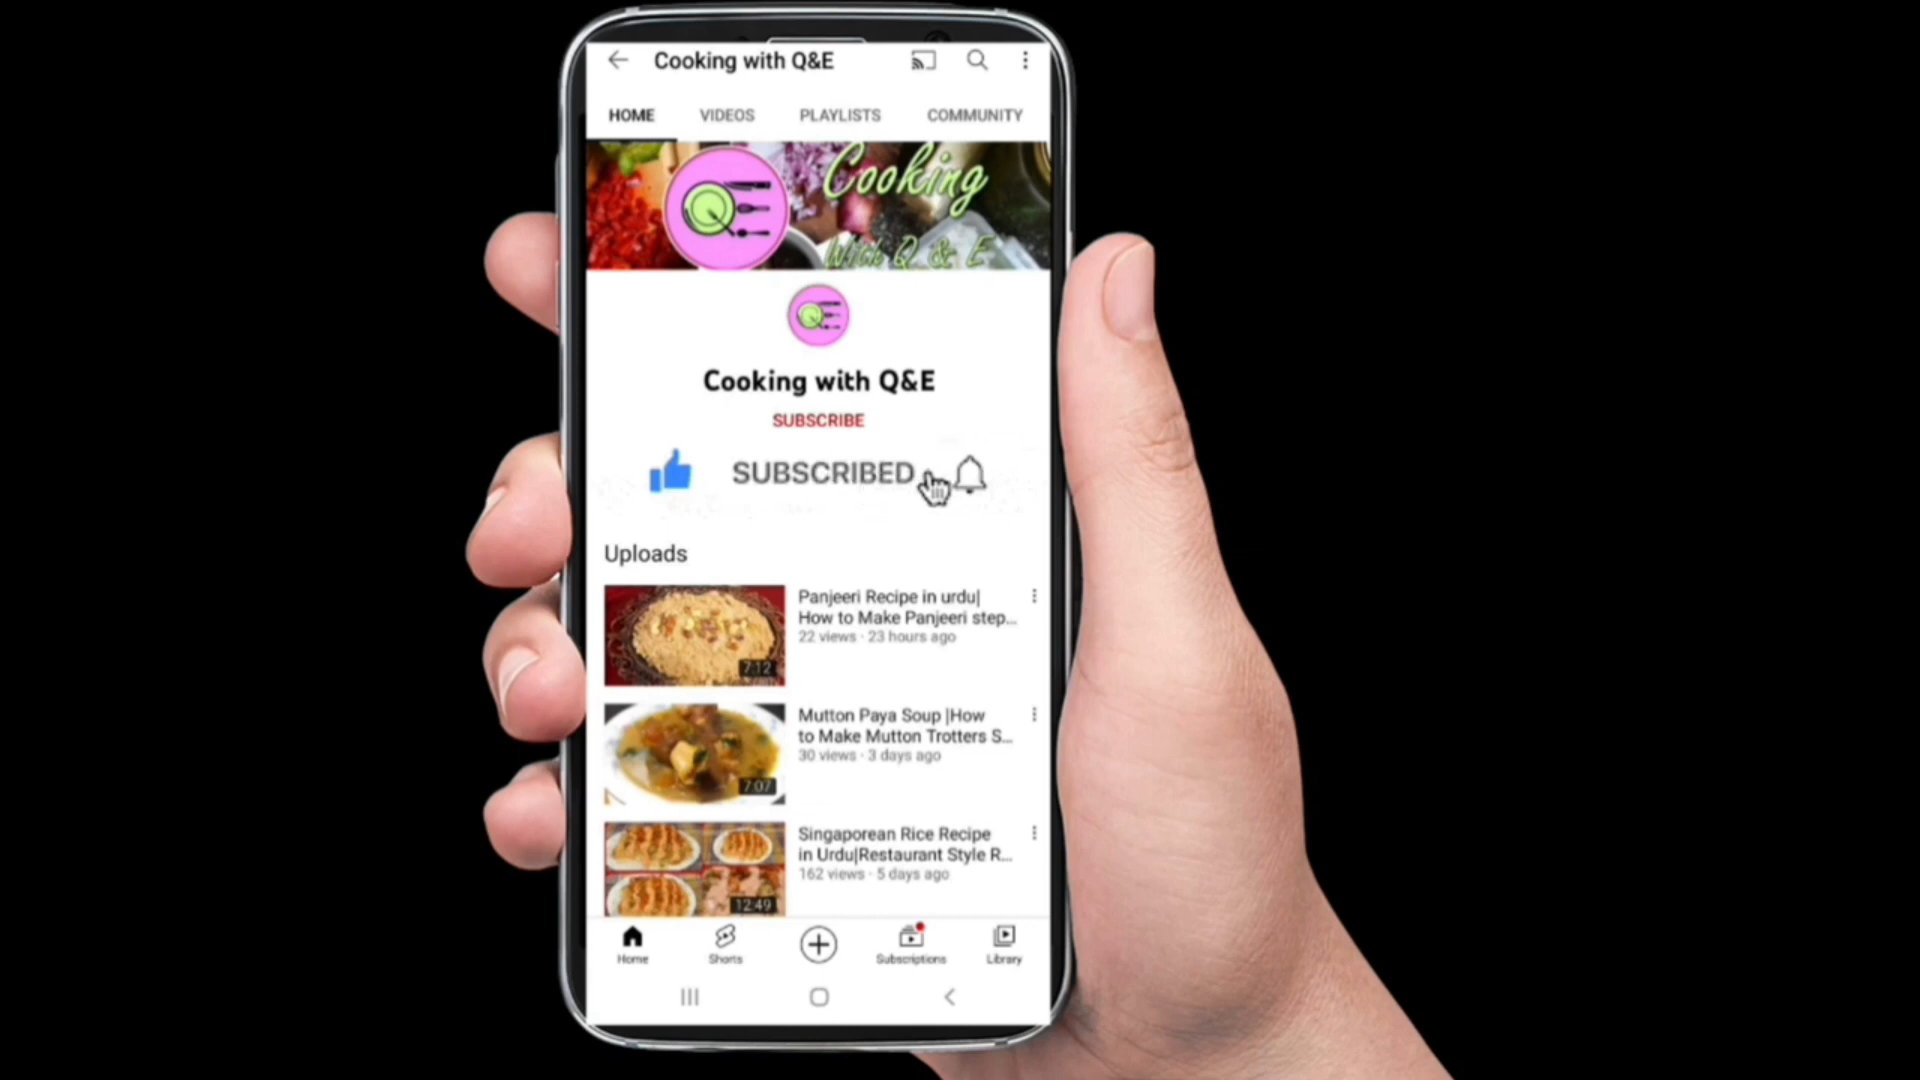 Cooking with Q&E
HOME VIDEOS PLAYLISTS COMMUNITY
Cooking
With Q & E
Cooking with Q&E
SUBSCRIBE
SUBSCRIBED
Uploads
Panjeeri Recipe in urdu|
How to Make Panjeeri step...
22 views · 23 hours ago
7:12
Mutton Paya Soup |How
to Make Mutton Trotters S...
30 views · 3 days ago
7:07
Singaporean Rice Recipe
in Urdu|Restaurant Style R...
162 views · 5 days ago
12:49
Home Shorts Subscriptions Library